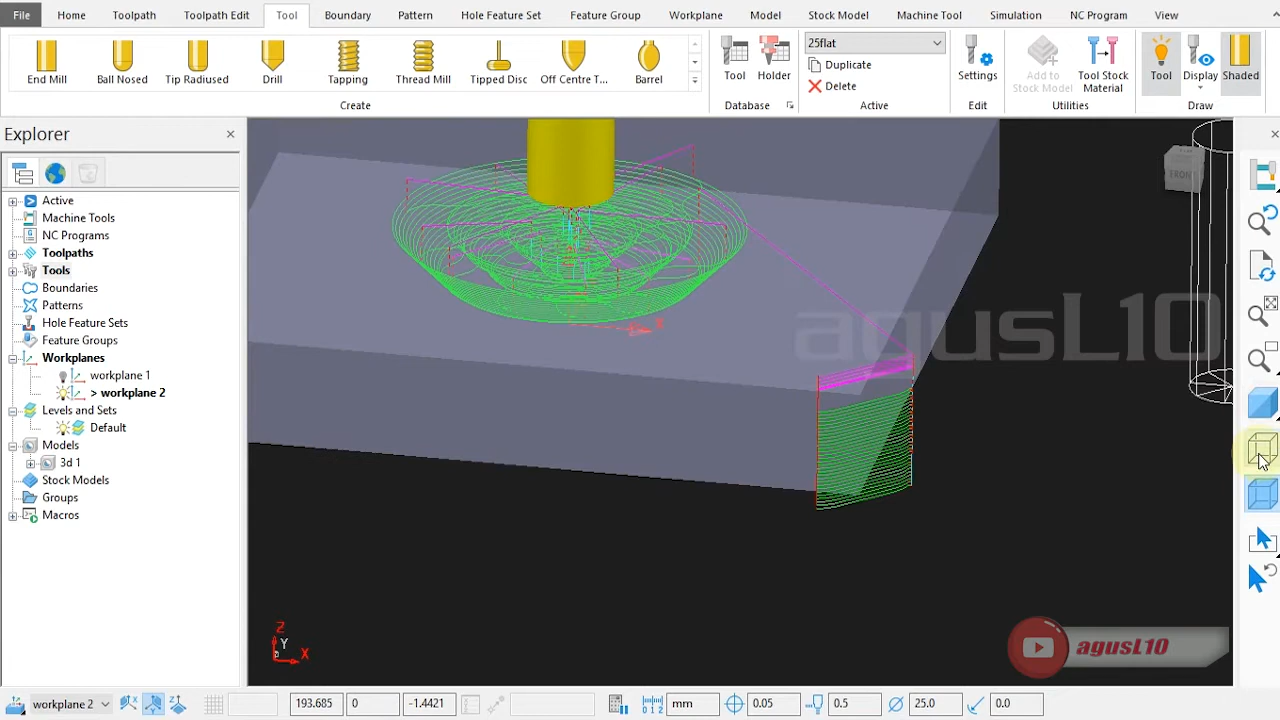 File Home Toolpath Toolpath Edit Tool Boundary Pattern Hole Feature Set Feature Group Workplane Model Stock Model Machine Tool Simulation NC Program View
End Mill Ball Nosed Tip Radiused Drill Tapping Thread Mill Tipped Disc Off Centre T... Barrel
Create
Tool Holder
Database
25flat
Duplicate
Delete
Active
Settings
Edit
Add to Stock Model
Tool Stock Material
Utilities
Tool Display Shaded
Draw
Explorer
Active
Machine Tools
NC Programs
Toolpaths
Tools
Boundaries
Patterns
Hole Feature Sets
Feature Groups
Workplanes
workplane 1
> workplane 2
Levels and Sets
Default
Models
3d 1
Stock Models
Groups
Macros
FRONT
X
agusL10
Z
Y
X
agusL10
workplane 2 193.685 0 -1.4421 mm 0.05 0.5 25.0 0.0